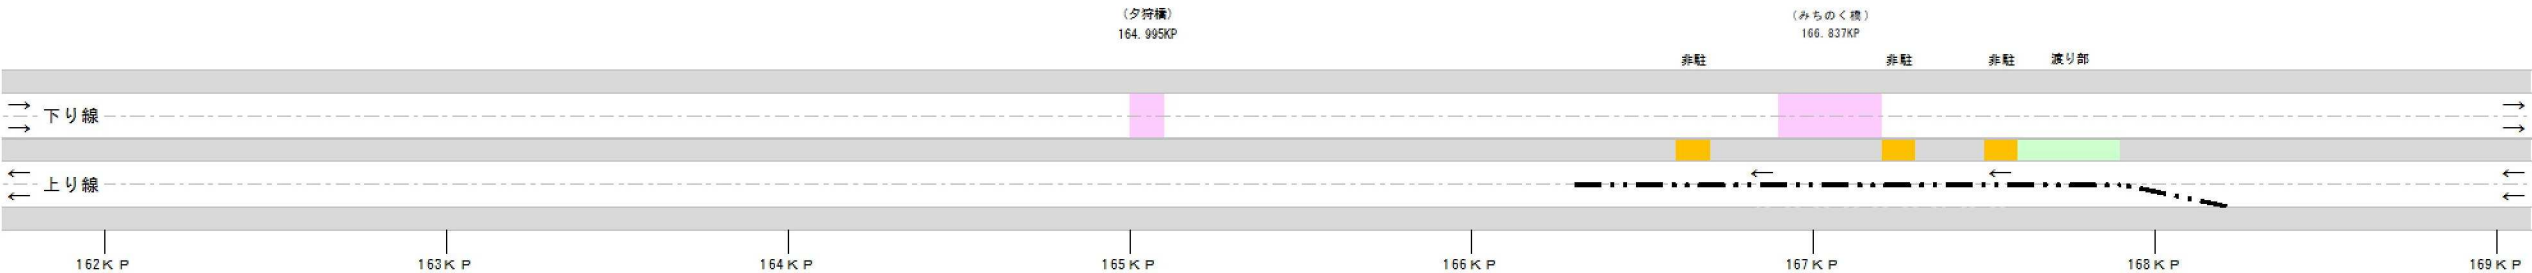 （夕狩橋）
164.995KP
（みちのく橋）
166.837KP
非駐
非駐
非駐
渡り部
→
→
→
→
下り線
←
←
←
←
←
←
上り線
162ＫＰ
163ＫＰ
164ＫＰ
165ＫＰ
166ＫＰ
167ＫＰ
168ＫＰ
169ＫＰ